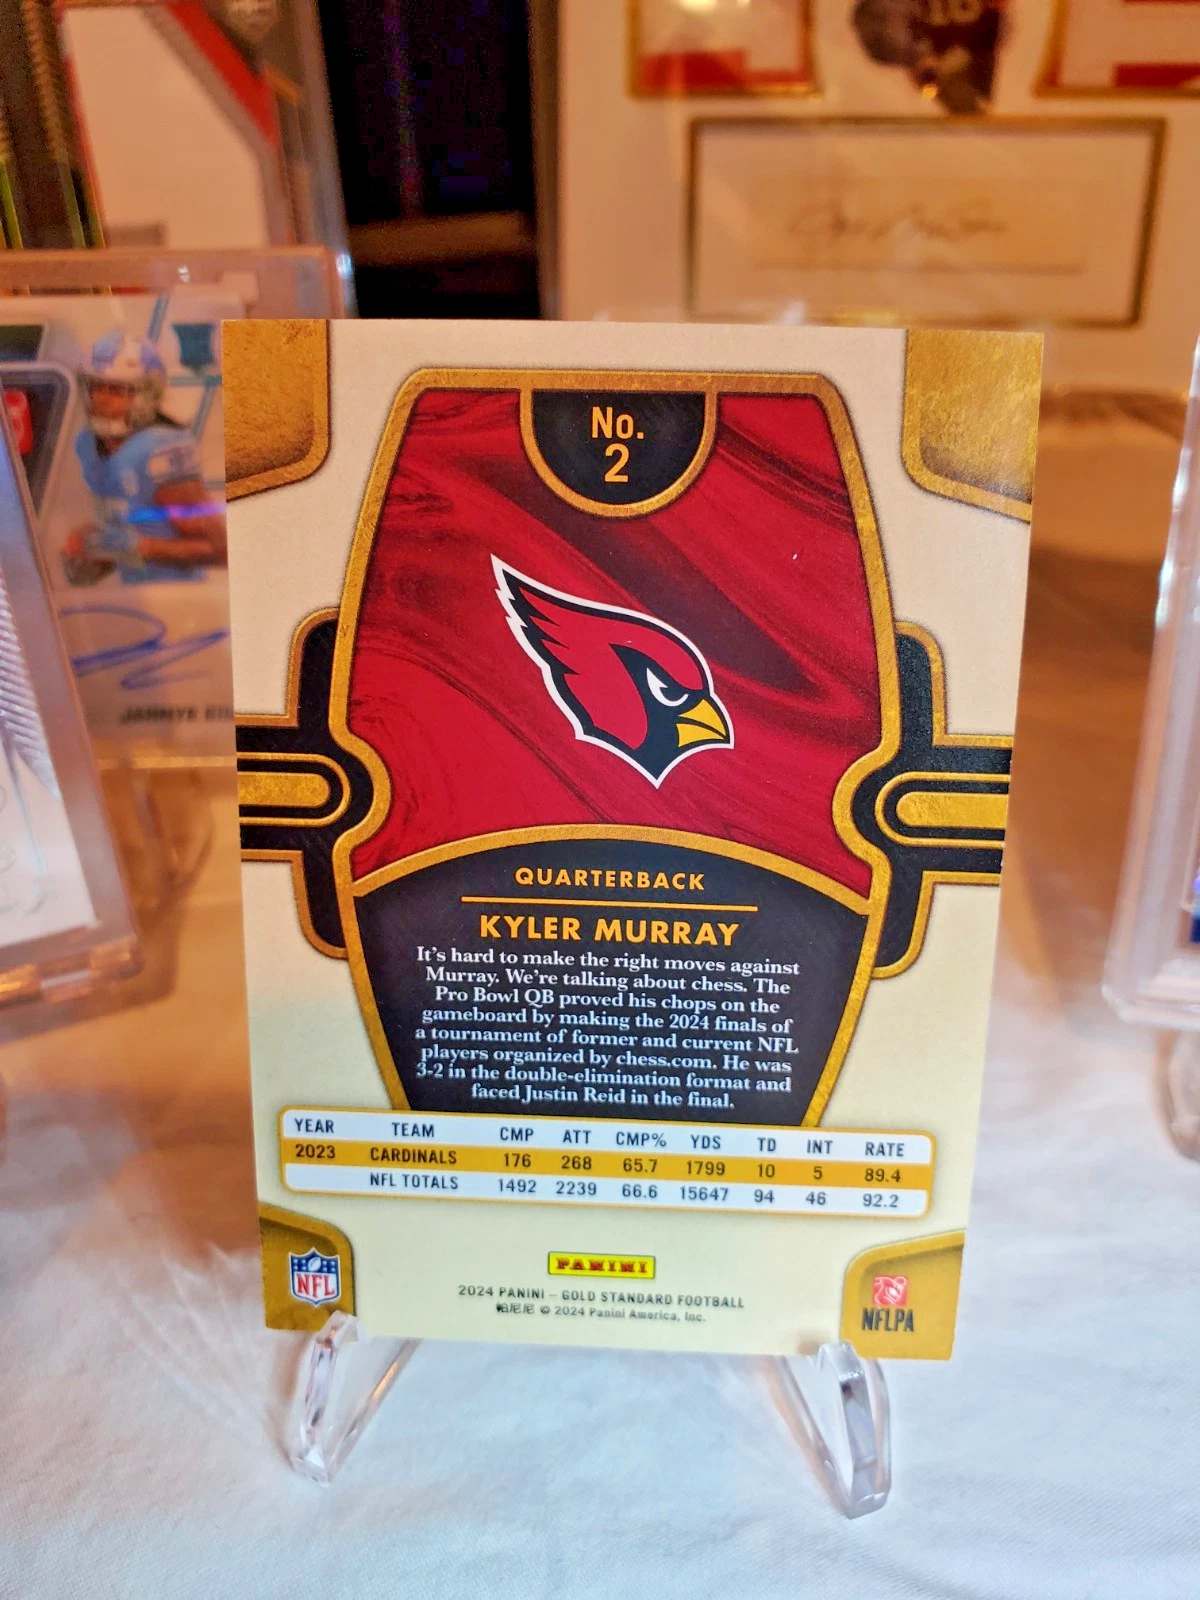 No.
2
QUARTERBACK
KYLER MURRAY
It's hard to make the right moves against
Murray. We're talking about chess. The
Pro Bowl QB proved his chops on the
gameboard by making the 2024 finals of
a tournament of former and current NFL
players organized by chess.com. He was
3-2 in the double-elimination format and
faced Justin Reid in the final.
YEAR TEAM CMP ATT CMP% YDS TD INT RATE
2023 CARDINALS 176 268 65.7 1799 10 5 89.4
NFL TOTALS 1492 2239 66.6 15647 94 46 92.2
NFL
PANINI
2024 PANINI – GOLD STANDARD FOOTBALL
帕尼尼 © 2024 Panini America, Inc.
NFLPA